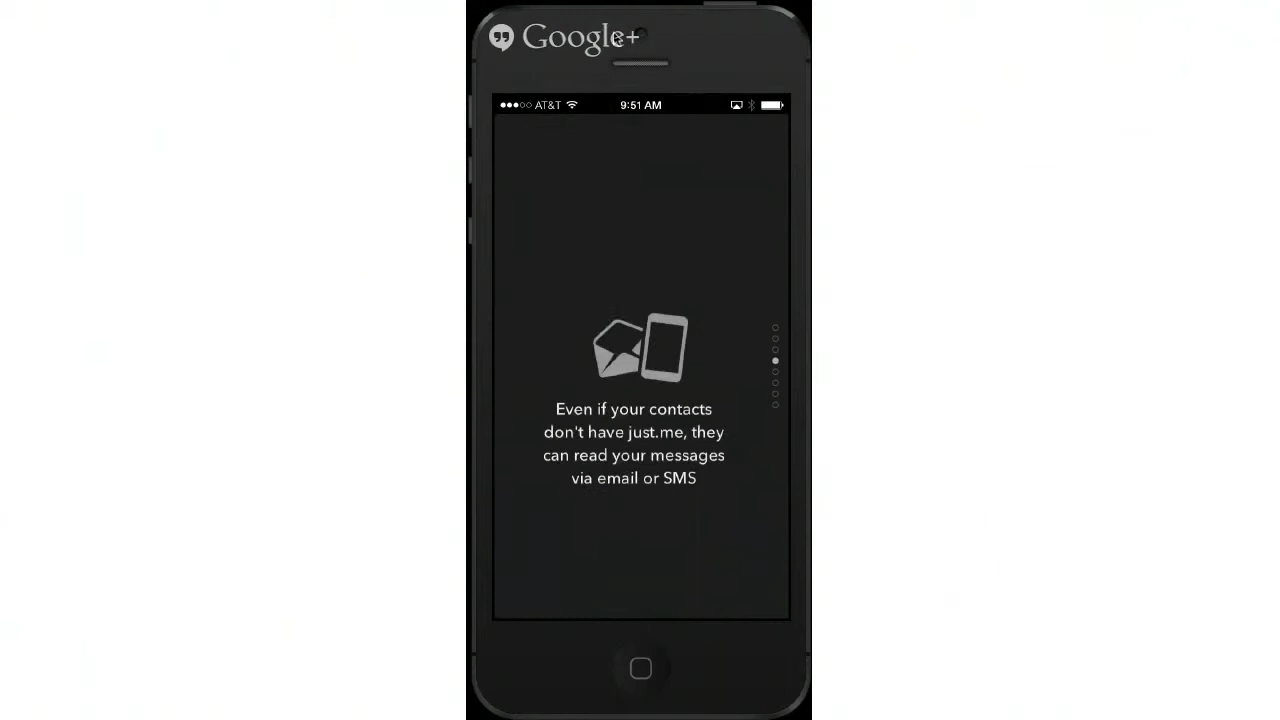 Google+
AT&T
9:51 AM
Even if your contacts
don't have just.me, they
can read your messages
via email or SMS